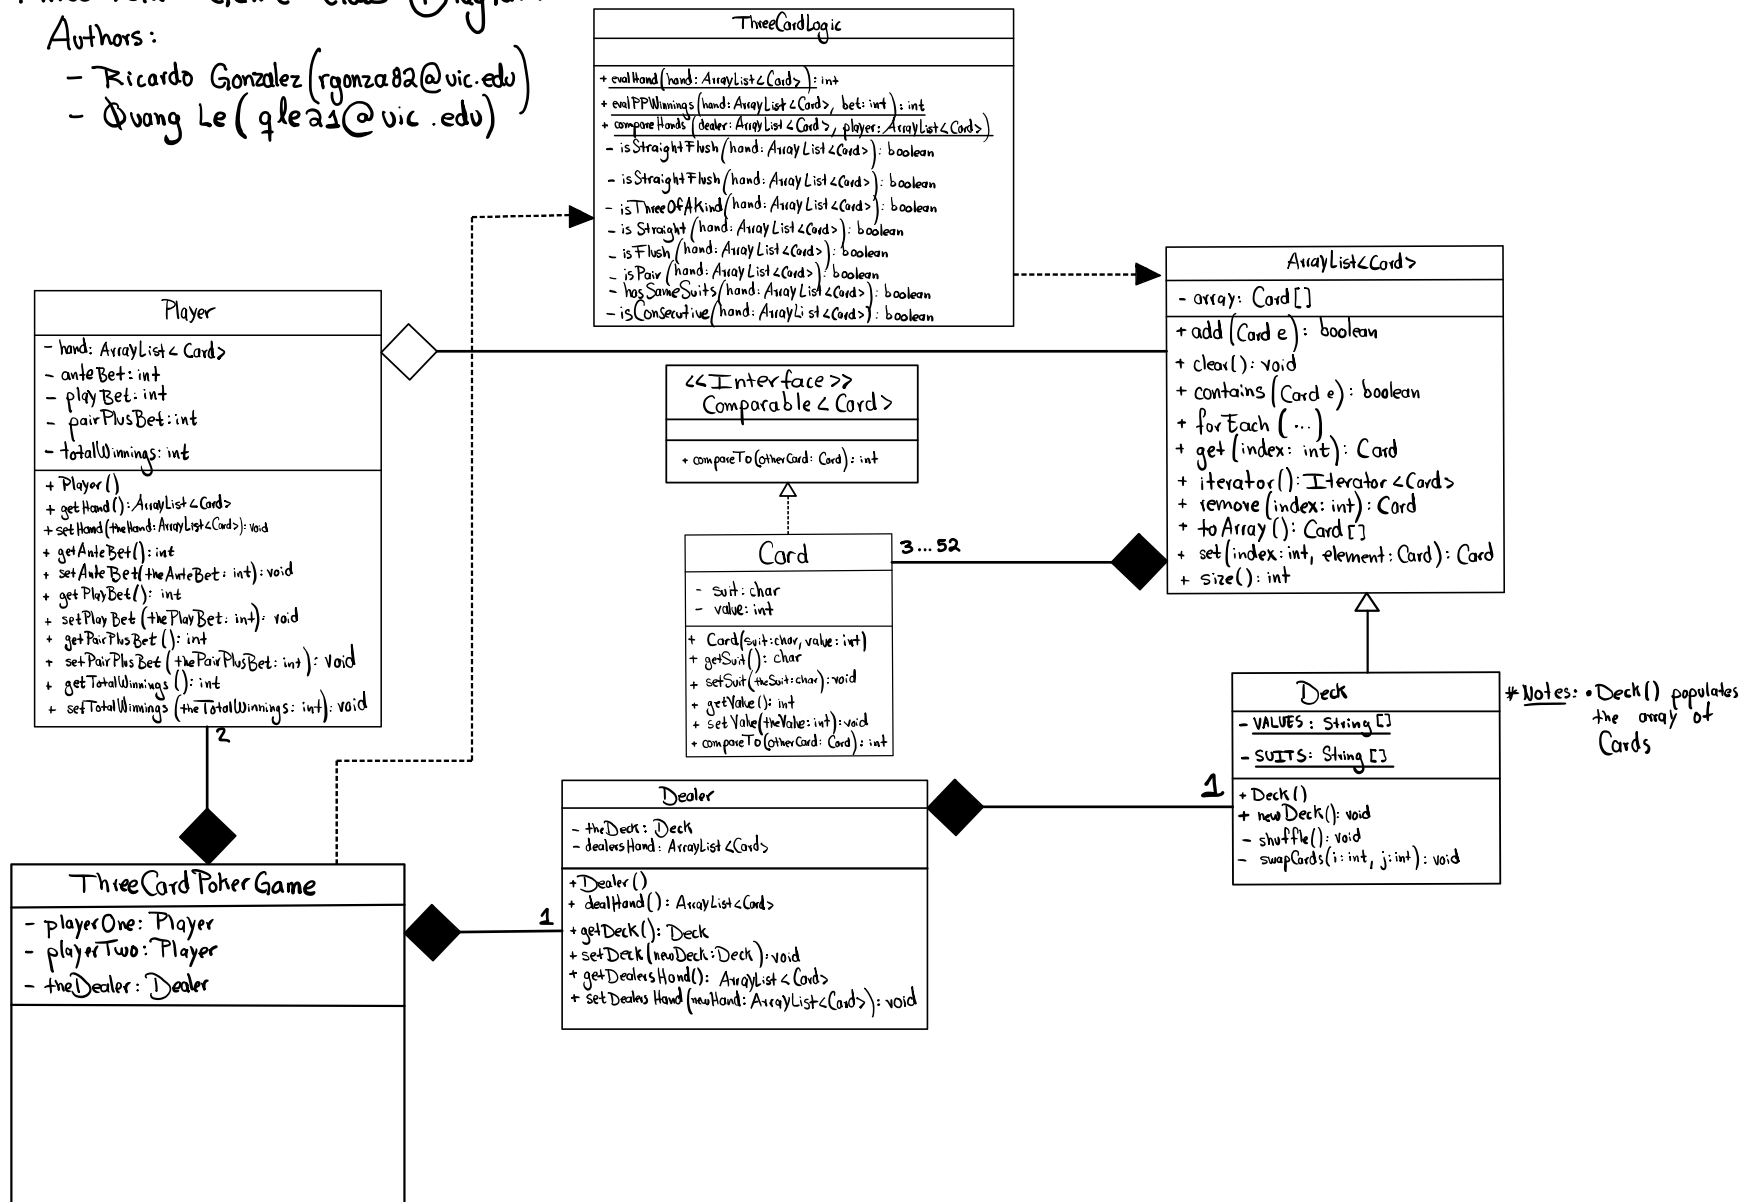 Class Diagram
Authors:
- Ricardo Gonzalez (rgonza82@uic.edu)
- Quang Le (qle21@uic.edu)
ThreeCardLogic
+ evalHand(hand: ArrayList<Card>): int
+ evalPPWinnings(hand: ArrayList<Card>, bet: int): int
+ compareHands(dealer: ArrayList<Card>, player: ArrayList<Card>)
- isStraightFlush(hand: ArrayList<Card>): boolean
- isStraightFlush(hand: ArrayList<Card>): boolean
- isThreeOfAKind(hand: ArrayList<Card>): boolean
- isStraight(hand: ArrayList<Card>): boolean
- isFlush(hand: ArrayList<Card>): boolean
- isPair(hand: ArrayList<Card>): boolean
- hasSameSuits(hand: ArrayList<Card>): boolean
- isConsecutive(hand: ArrayList<Card>): boolean
ArrayList<Card>
- array: Card[]
+ add(Card e): boolean
+ clear(): void
+ contains(Card e): boolean
+ forEach(...)
+ get(index: int): Card
+ iterator(): Iterator<Card>
+ remove(index: int): Card
+ toArray(): Card[]
+ set(index: int, element: Card): Card
+ size(): int
Player
- hand: ArrayList<Card>
- anteBet: int
- playBet: int
- pairPlusBet: int
- totalWinnings: int
+ Player()
+ getHand(): ArrayList<Card>
+ setHand(theHand: ArrayList<Card>): void
+ getAnteBet(): int
+ setAnteBet(theAnteBet: int): void
+ getPlayBet(): int
+ setPlayBet(thePlayBet: int): void
+ getPairPlusBet(): int
+ setPairPlusBet(thePairPlusBet: int): void
+ getTotalWinnings(): int
+ setTotalWinnings(theTotalWinnings: int): void
2
<<Interface>>
Comparable<Card>
+ compareTo(otherCard: Card): int
Card
3...52
- suit: char
- value: int
+ Card(suit: char, value: int)
+ getSuit(): char
+ setSuit(theSuit: char): void
+ getValue(): int
+ setValue(theValue: int): void
+ compareTo(otherCard: Card): int
Deck
- VALUES: String[]
- SUITS: String[]
1
+ Deck()
+ newDeck(): void
- shuffle(): void
- swapCards(i: int, j: int): void
# Notes: • Deck() populates
the array of
Cards
Dealer
- theDeck: Deck
- dealersHand: ArrayList<Card>
+ Dealer()
+ dealHand(): ArrayList<Card>
+ getDeck(): Deck
+ setDeck(newDeck: Deck): void
+ getDealersHand(): ArrayList<Card>
+ setDealersHand(newHand: ArrayList<Card>): void
1
ThreeCardPokerGame
- playerOne: Player
- playerTwo: Player
- theDealer: Dealer